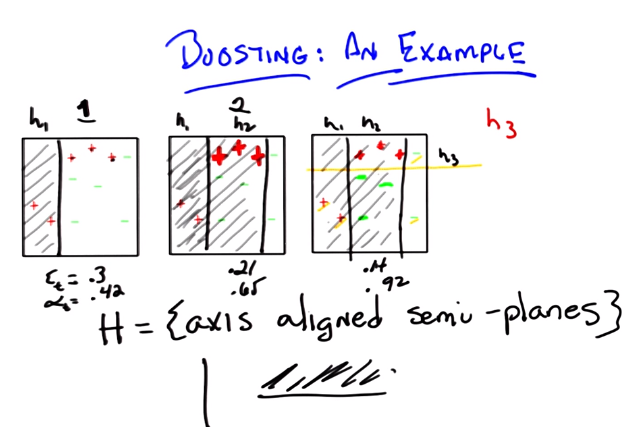 BOOSTING: AN EXAMPLE
h1 1
2
h1 h2
h1 h2
h3
h3
εt = .3
αt = .42
.21
.65
.14
.92
H = {axis aligned semi-planes}